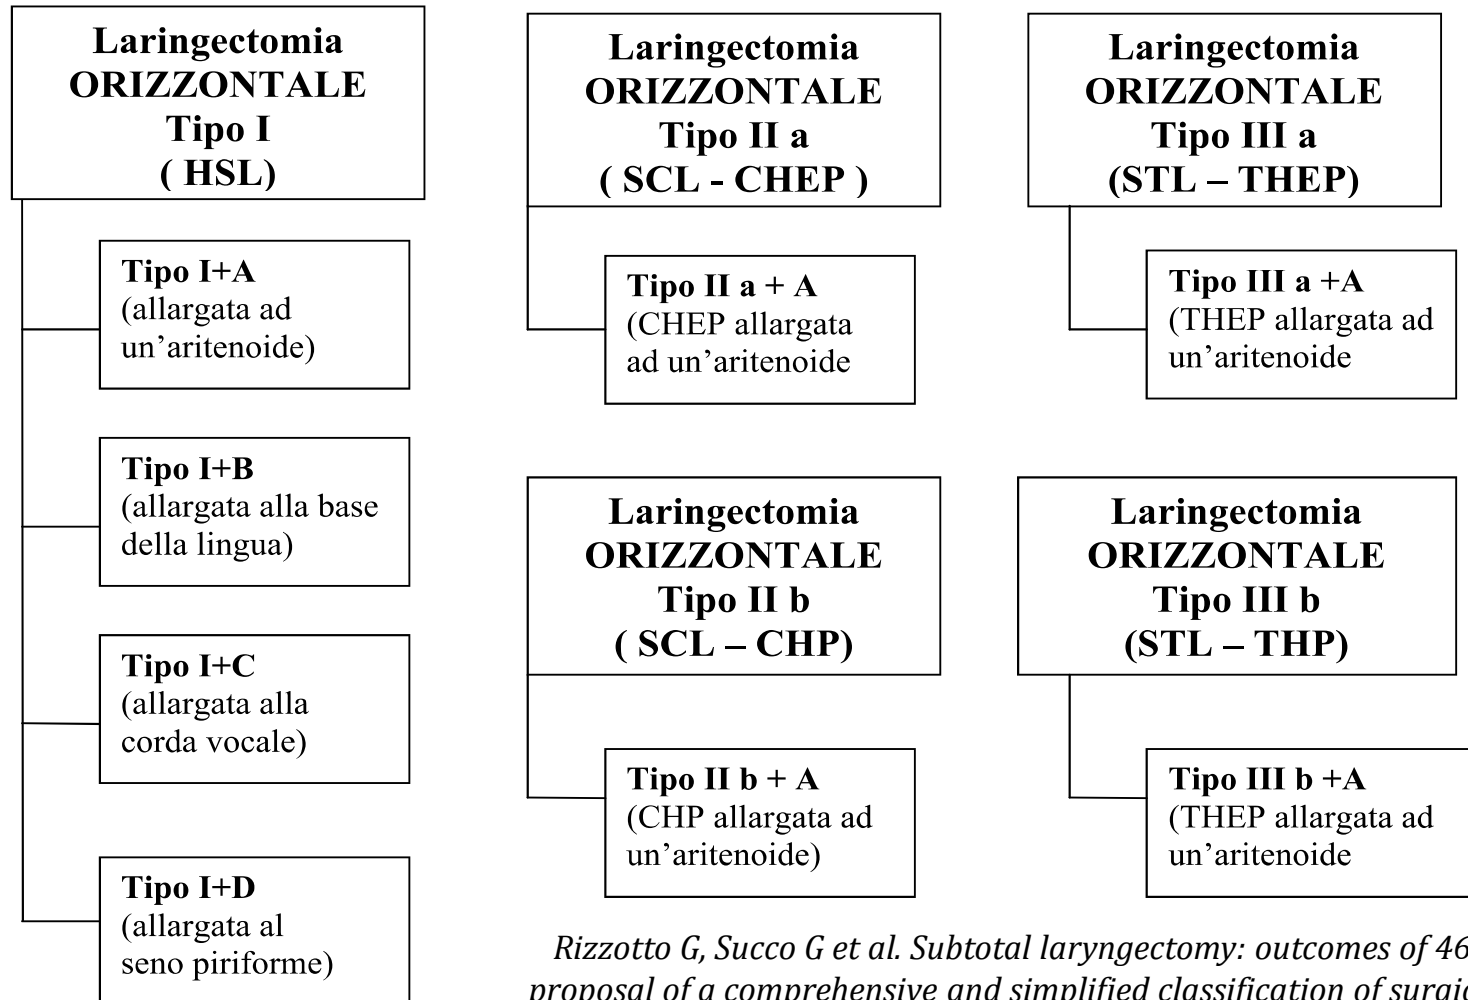 Laringectomia
ORIZZONTALE
Tipo I
( HSL)
Tipo I+A
(allargata ad
un’aritenoide)
Tipo I+B
(allargata alla base
della lingua)
Tipo I+C
(allargata alla
corda vocale)
Tipo I+D
(allargata al
seno piriforme)
Laringectomia
ORIZZONTALE
Tipo II a
( SCL - CHEP )
Tipo II a + A
(CHEP allargata
ad un’aritenoide
Laringectomia
ORIZZONTALE
Tipo II b
( SCL – CHP)
Tipo II b + A
(CHP allargata ad
un’aritenoide)
Laringectomia
ORIZZONTALE
Tipo III a
(STL – THEP)
Tipo III a +A
(THEP allargata ad
un’aritenoide
Laringectomia
ORIZZONTALE
Tipo III b
(STL – THP)
Tipo III b +A
(THEP allargata ad
un’aritenoide
Rizzotto G, Succo G et al. Subtotal laryngectomy: outcomes of 46
proposal of a comprehensive and simplified classification of surgic